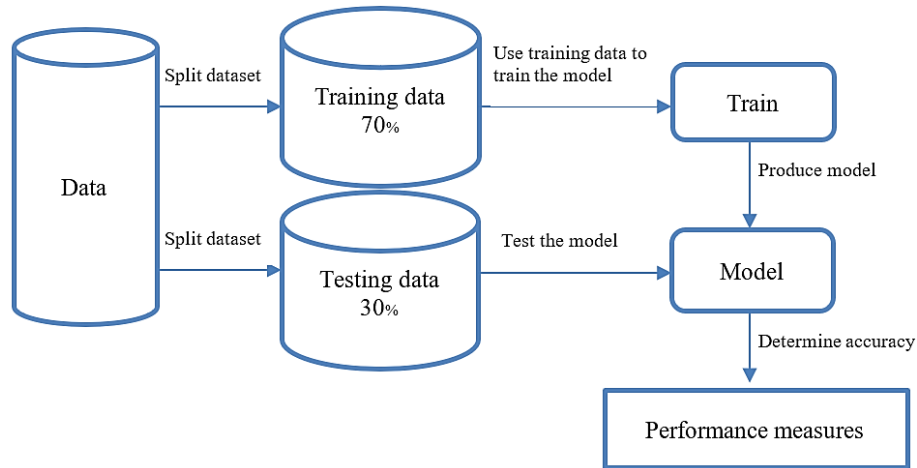 Data
Split dataset
Training data
70%
Use training data to
train the model
Train
Produce model
Split dataset
Testing data
30%
Test the model
Model
Determine accuracy
Performance measures